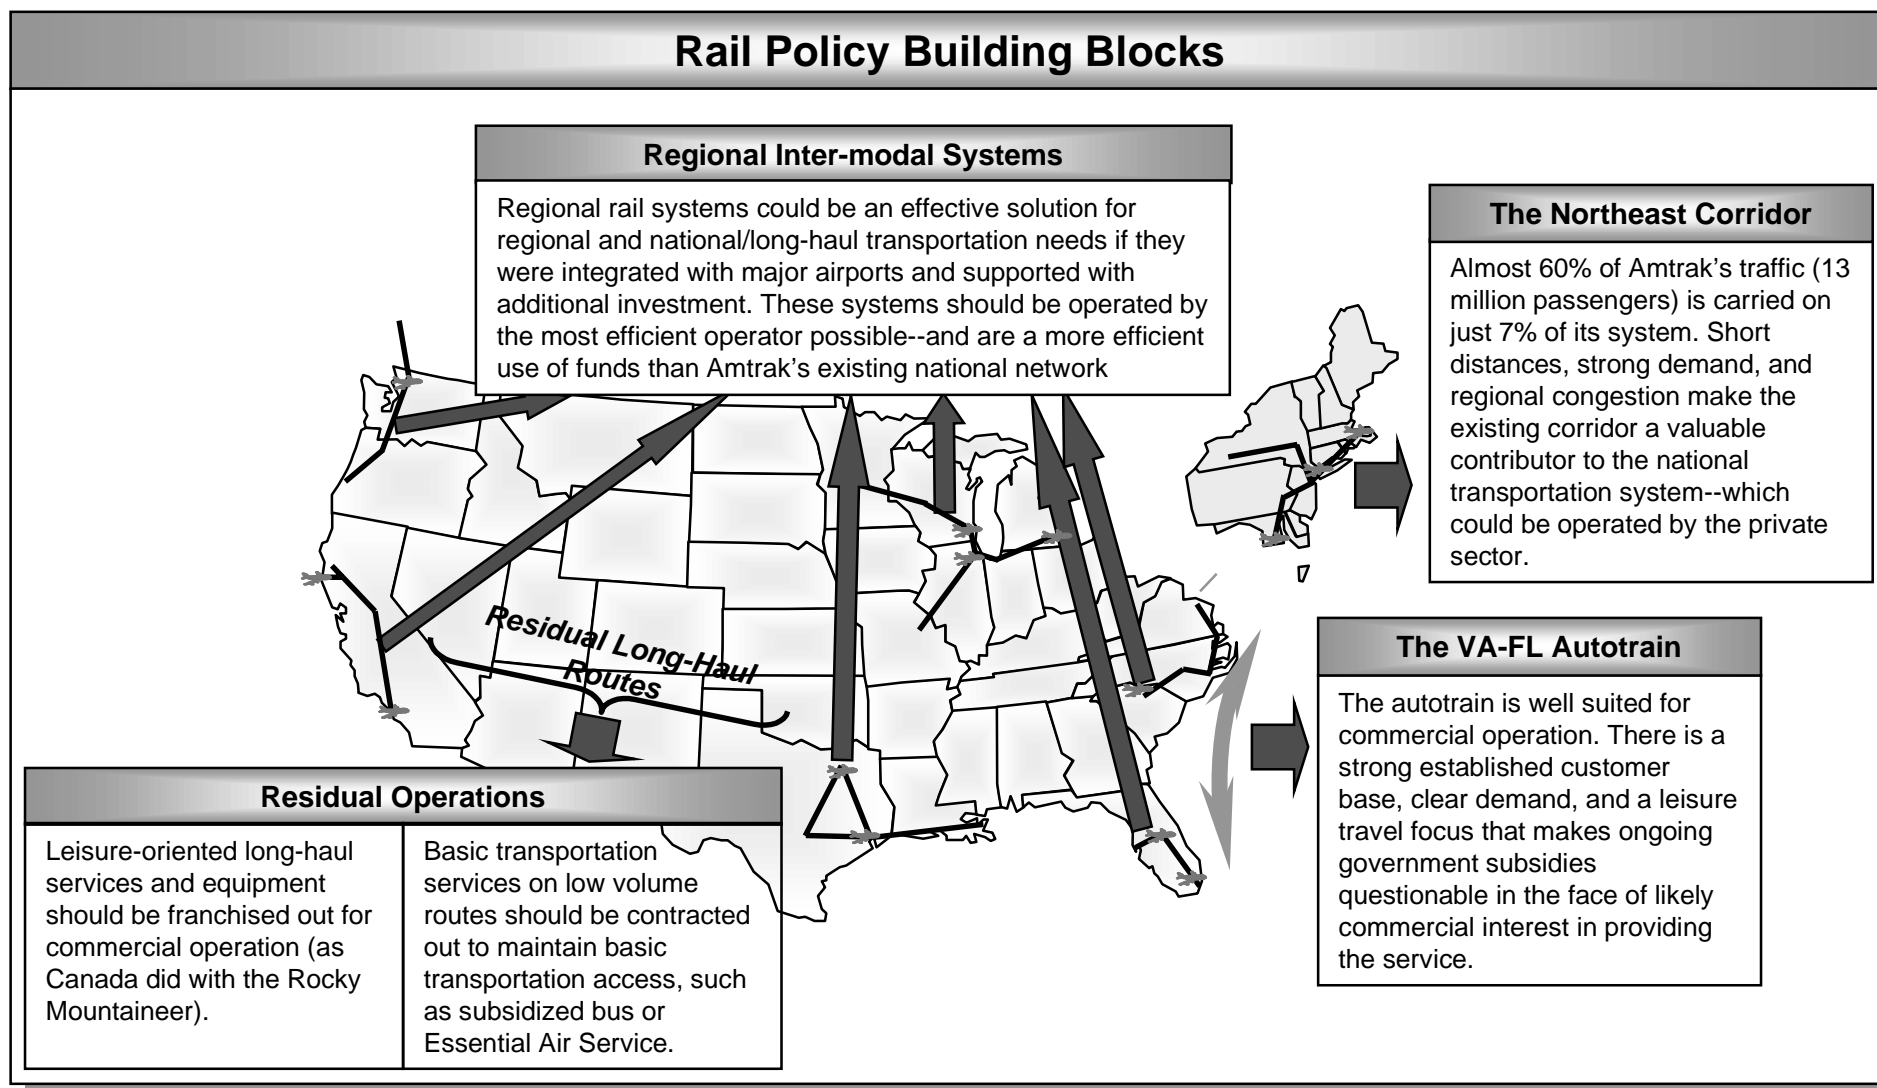 Rail Policy Building Blocks
Regional Inter-modal Systems
Regional rail systems could be an effective solution for
regional and national/long-haul transportation needs if they
were integrated with major airports and supported with
additional investment. These systems should be operated by
the most efficient operator possible--and are a more efficient
use of funds than Amtrak's existing national network
The Northeast Corridor
Almost 60% of Amtrak's traffic (13
million passengers) is carried on
just 7% of its system. Short
distances, strong demand, and
regional congestion make the
existing corridor a valuable
contributor to the national
transportation system--which
could be operated by the private
sector.
Residual Long-Haul
Routes
The VA-FL Autotrain
The autotrain is well suited for
commercial operation. There is a
strong established customer
base, clear demand, and a leisure
travel focus that makes ongoing
government subsidies
questionable in the face of likely
commercial interest in providing
the service.
Residual Operations
Leisure-oriented long-haul
services and equipment
should be franchised out for
commercial operation (as
Canada did with the Rocky
Mountaineer).
Basic transportation
services on low volume
routes should be contracted
out to maintain basic
transportation access, such
as subsidized bus or
Essential Air Service.